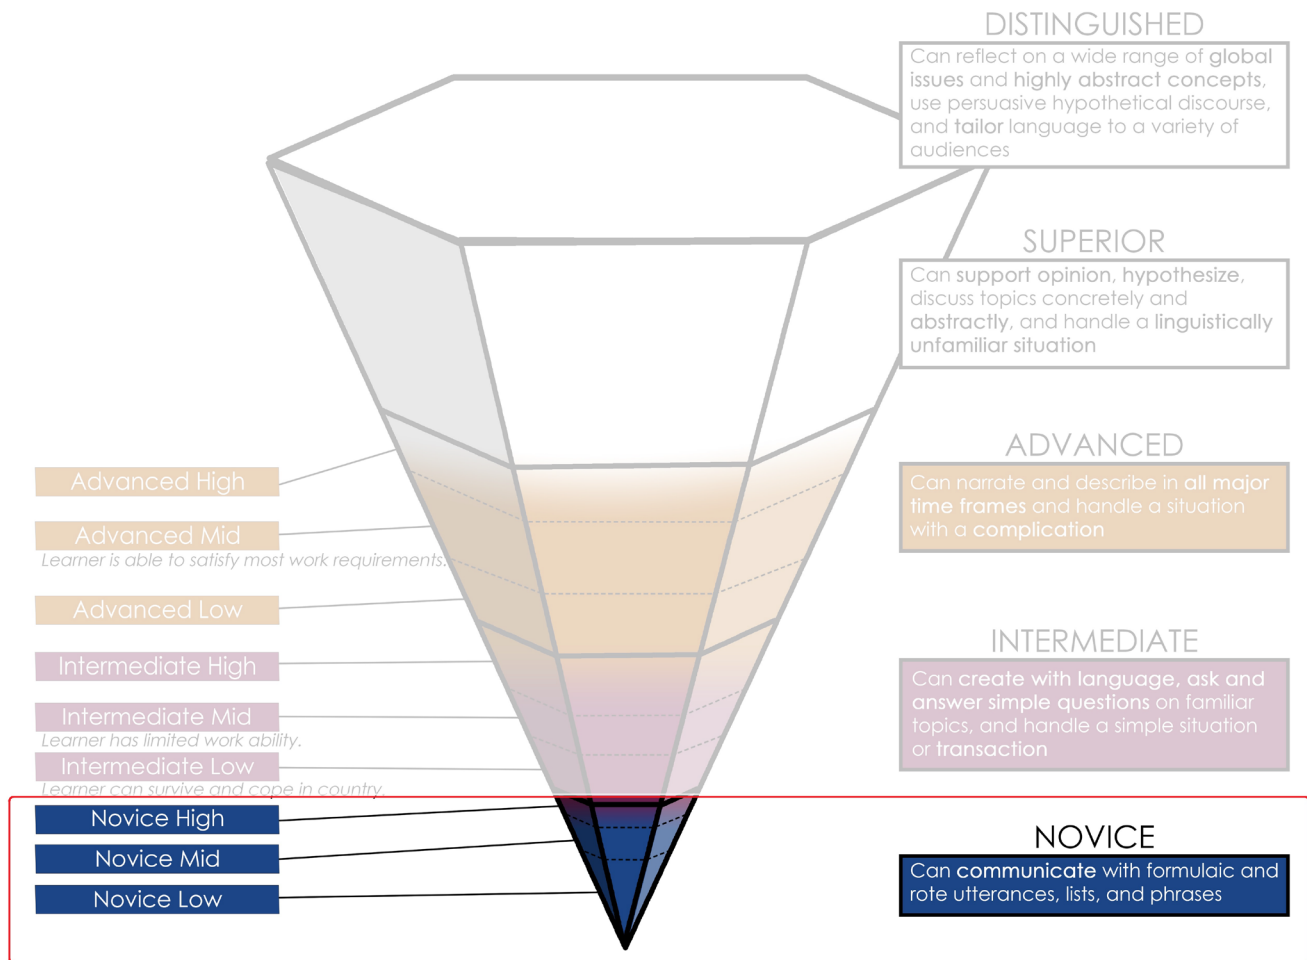 DISTINGUISHED
Can reflect on a wide range of global
issues and highly abstract concepts,
use persuasive hypothetical discourse,
and tailor language to a variety of
audiences
SUPERIOR
Can support opinion, hypothesize,
discuss topics concretely and
abstractly, and handle a linguistically
unfamiliar situation
ADVANCED
Can narrate and describe in all major
time frames and handle a situation
with a complication
Advanced High
Advanced Mid
Learner is able to satisfy most work requirements.
Advanced Low
INTERMEDIATE
Can create with language, ask and
answer simple questions on familiar
topics, and handle a simple situation
or transaction
Intermediate High
Intermediate Mid
Learner has limited work ability.
Intermediate Low
Learner can survive and cope in country.
Novice High
Novice Mid
Novice Low
NOVICE
Can communicate with formulaic and
rote utterances, lists, and phrases